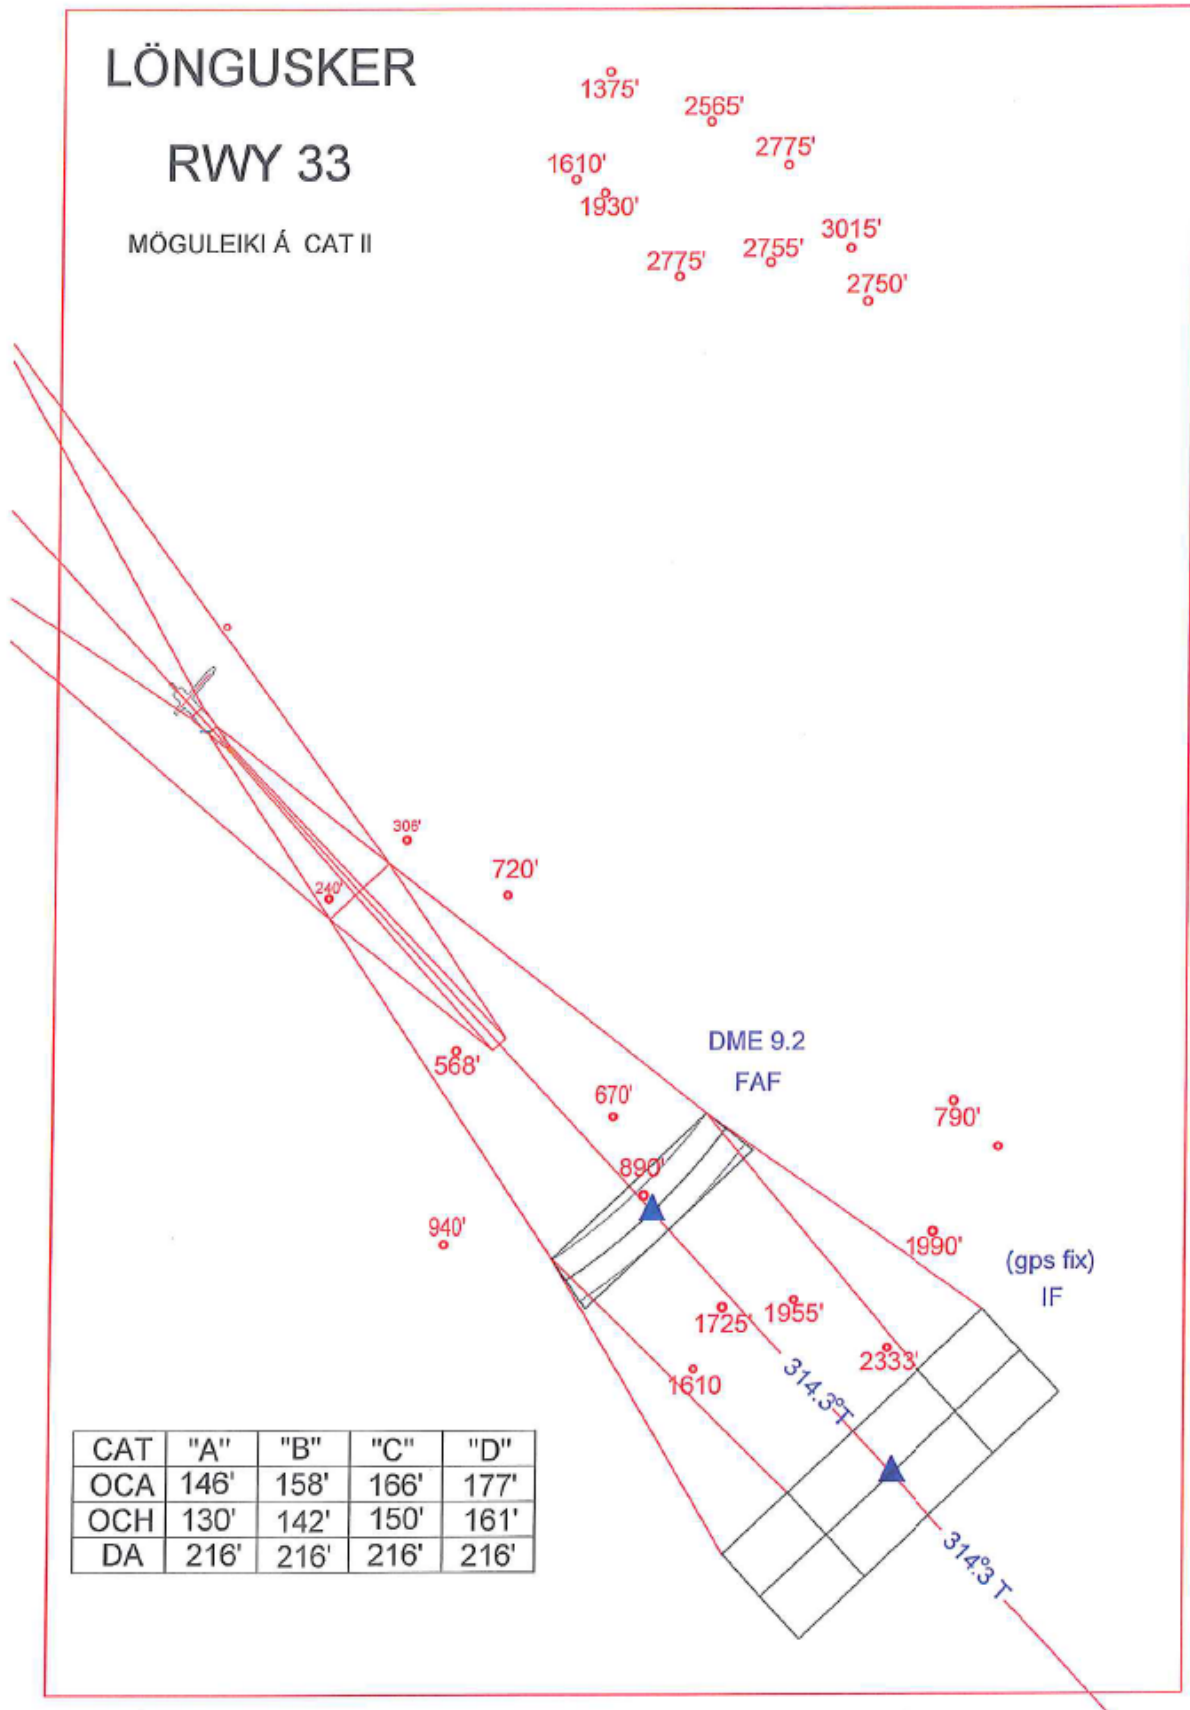 LÖNGUSKER
RWY 33
MÖGULEIKI Á CAT II
1375'
2565'
2775'
1610'
1930'
3015'
2755'
2775'
2750'
306'
720'
240'
568'
DME 9.2
FAF
670'
790'
890'
940'
1990'
(gps fix)
IF
1955'
1725'
2333'
1610
314.3°T
314.3 T
CAT "A" "B" "C" "D"
OCA 146' 158' 166' 177'
OCH 130' 142' 150' 161'
DA 216' 216' 216' 216'